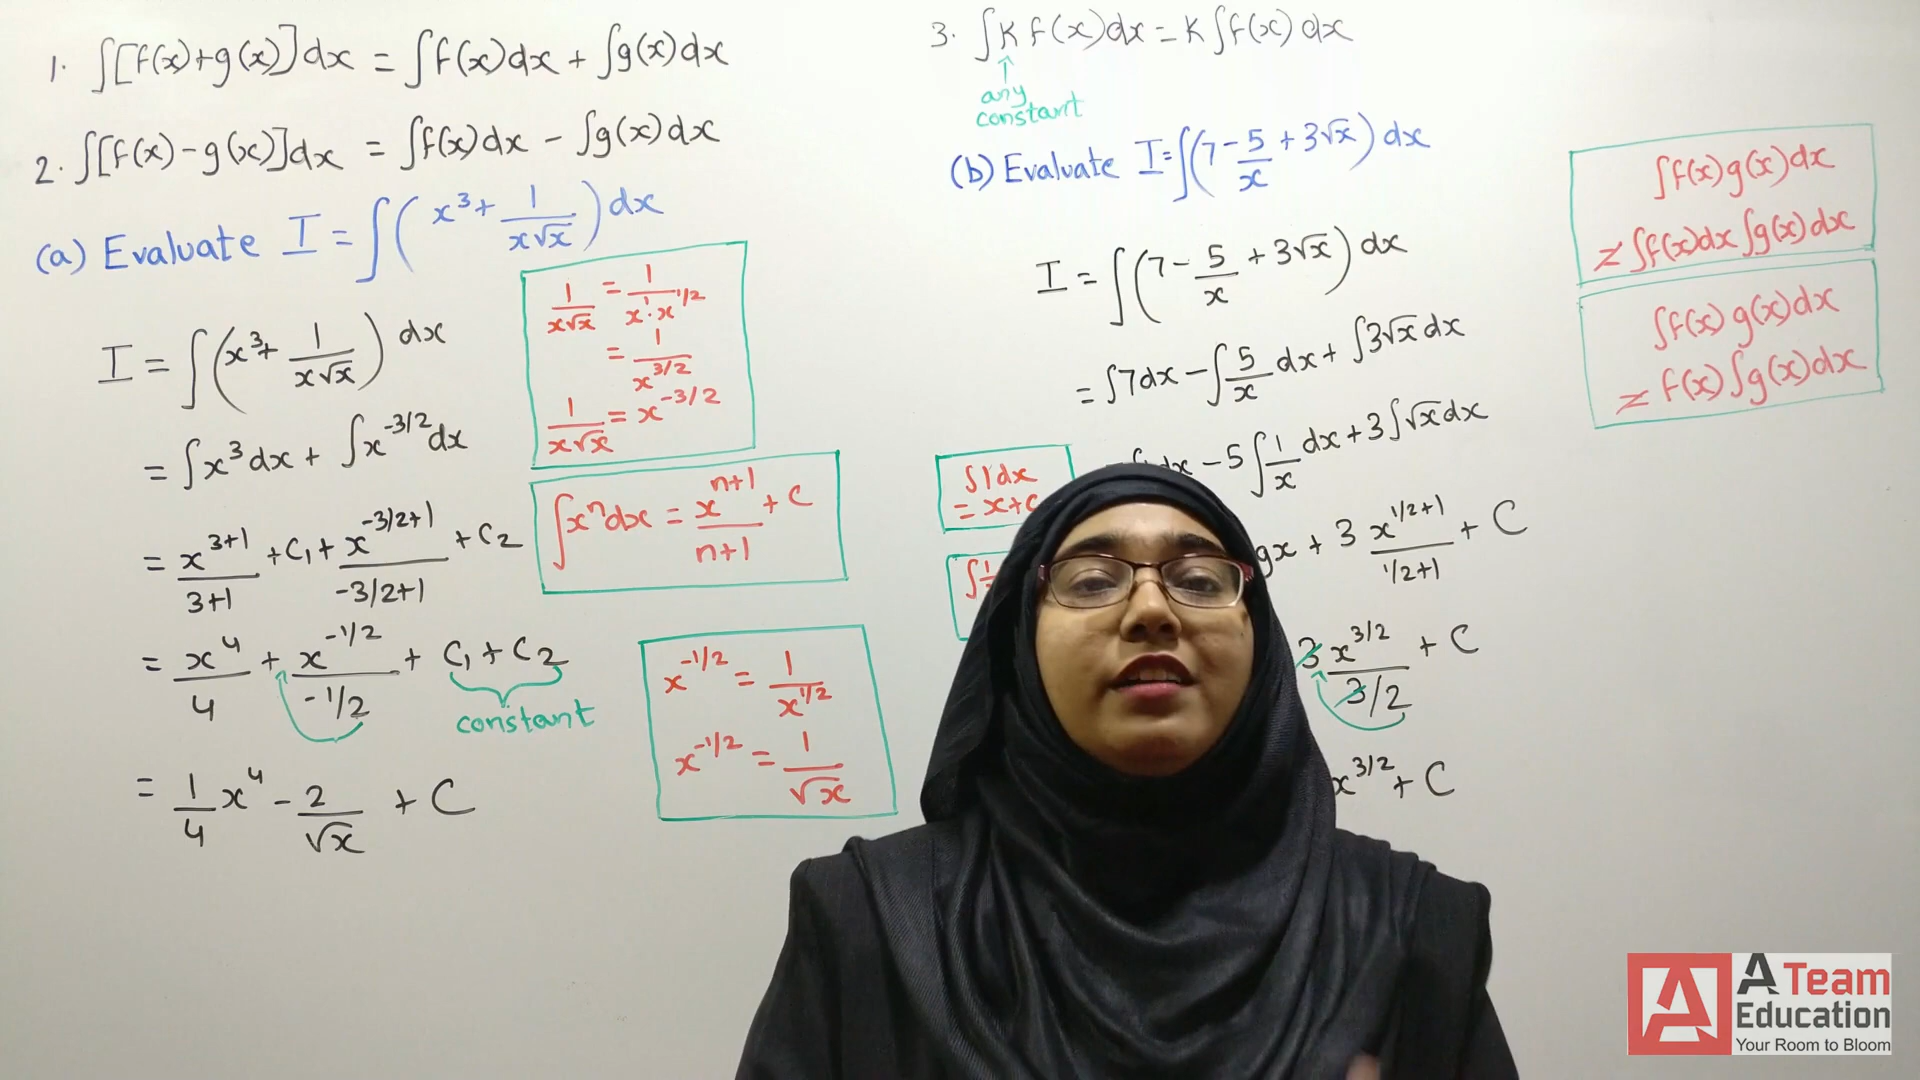 1. ∫[f(x)+g(x)]dx = ∫f(x)dx + ∫g(x)dx
2. ∫[f(x)-g(x)]dx = ∫f(x)dx - ∫g(x)dx
(a) Evaluate I = ∫(x³ + 1/(x√x)) dx
I = ∫(x³ + 1/(x√x)) dx
= ∫x³dx + ∫x^(-3/2)dx
= x^(3+1)/(3+1) + C₁ + x^(-3/2+1)/(-3/2+1) + C₂
= x⁴/4 + x^(-1/2)/(-1/2) + C₁ + C₂
constant
= 1/4 x⁴ - 2/√x + C
1/(x√x) = 1/(x¹·x^(1/2))
= 1/x^(3/2)
1/(x√x) = x^(-3/2)
∫xⁿdx = x^(n+1)/(n+1) + C
x^(-1/2) = 1/x^(1/2)
x^(-1/2) = 1/√x
3. ∫K f(x)dx = K∫f(x)dx
any
constant
(b) Evaluate I = ∫(7 - 5/x + 3√x) dx
I = ∫(7 - 5/x + 3√x) dx
= ∫7dx - ∫5/x dx + ∫3√x dx
dx - 5∫1/x dx + 3∫√x dx
gx + 3 x^(1/2+1)/(1/2+1) + C
3x^(3/2)/(3/2) + C
x^(3/2) + C
∫1dx
= x+c
∫f(x)g(x)dx
≠ ∫f(x)dx ∫g(x)dx
∫f(x)g(x)dx
≠ f(x)∫g(x)dx
A Team
Education
Your Room to Bloom